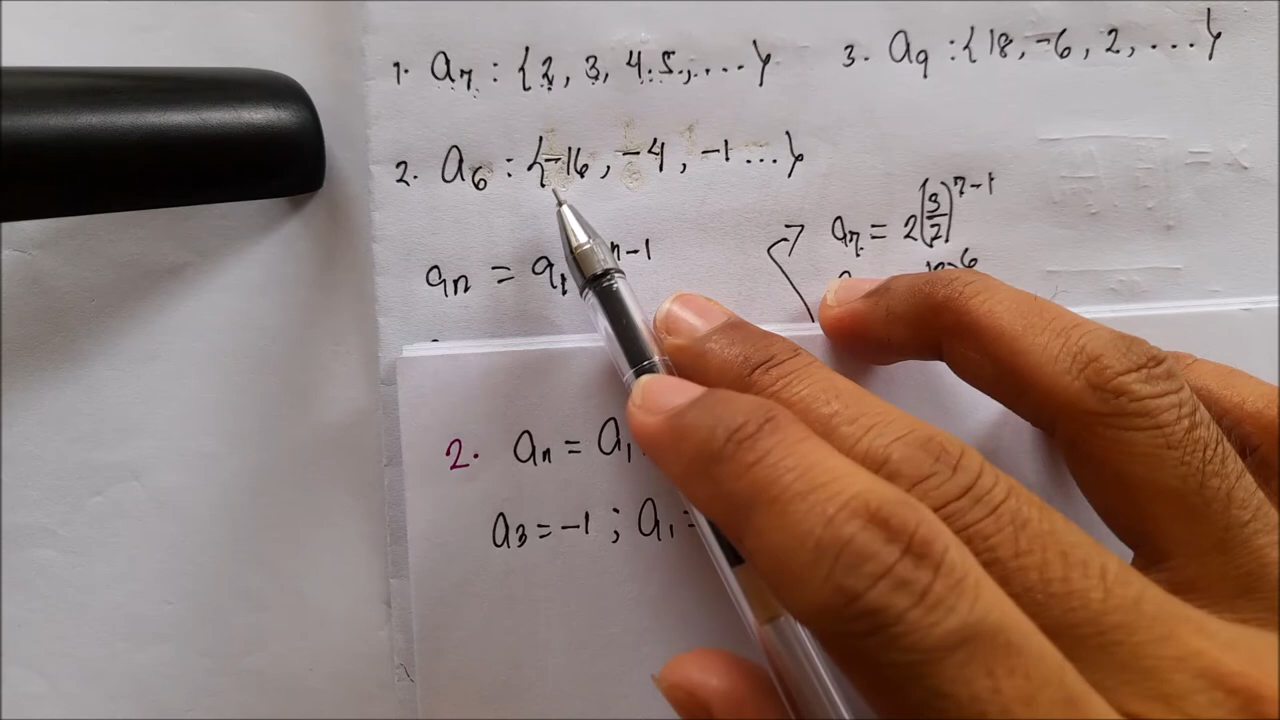 1. a7 : {2, 3, 4.5, ....}
3. a9 : {18, -6, 2, ....}
2. a6 : {-16, -4, -1 ...}
= x
a7 = 2(3/2)^7-1
an = a1 n-1
2. an = a1
a3 = -1 ; a1 =